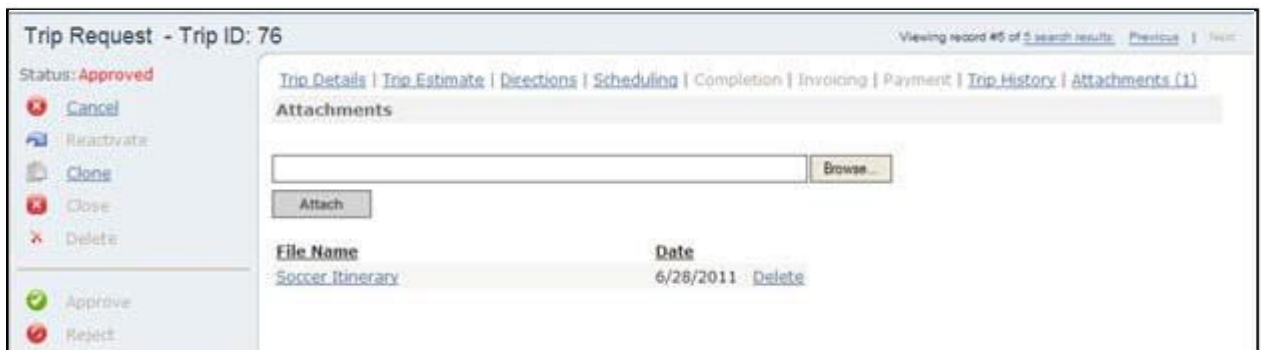 Trip Request - Trip ID: 76
Viewing record #5 of 5 search results Previous | Next
Status: Approved
Cancel
Reactivate
Clone
Close
Delete
Approve
Reject
Trip Details | Trip Estimate | Directions | Scheduling | Completion | Invoicing | Payment | Trip History | Attachments (1)
Attachments
Browse...
Attach
File Name Date
Soccer Itinerary 6/28/2011 Delete